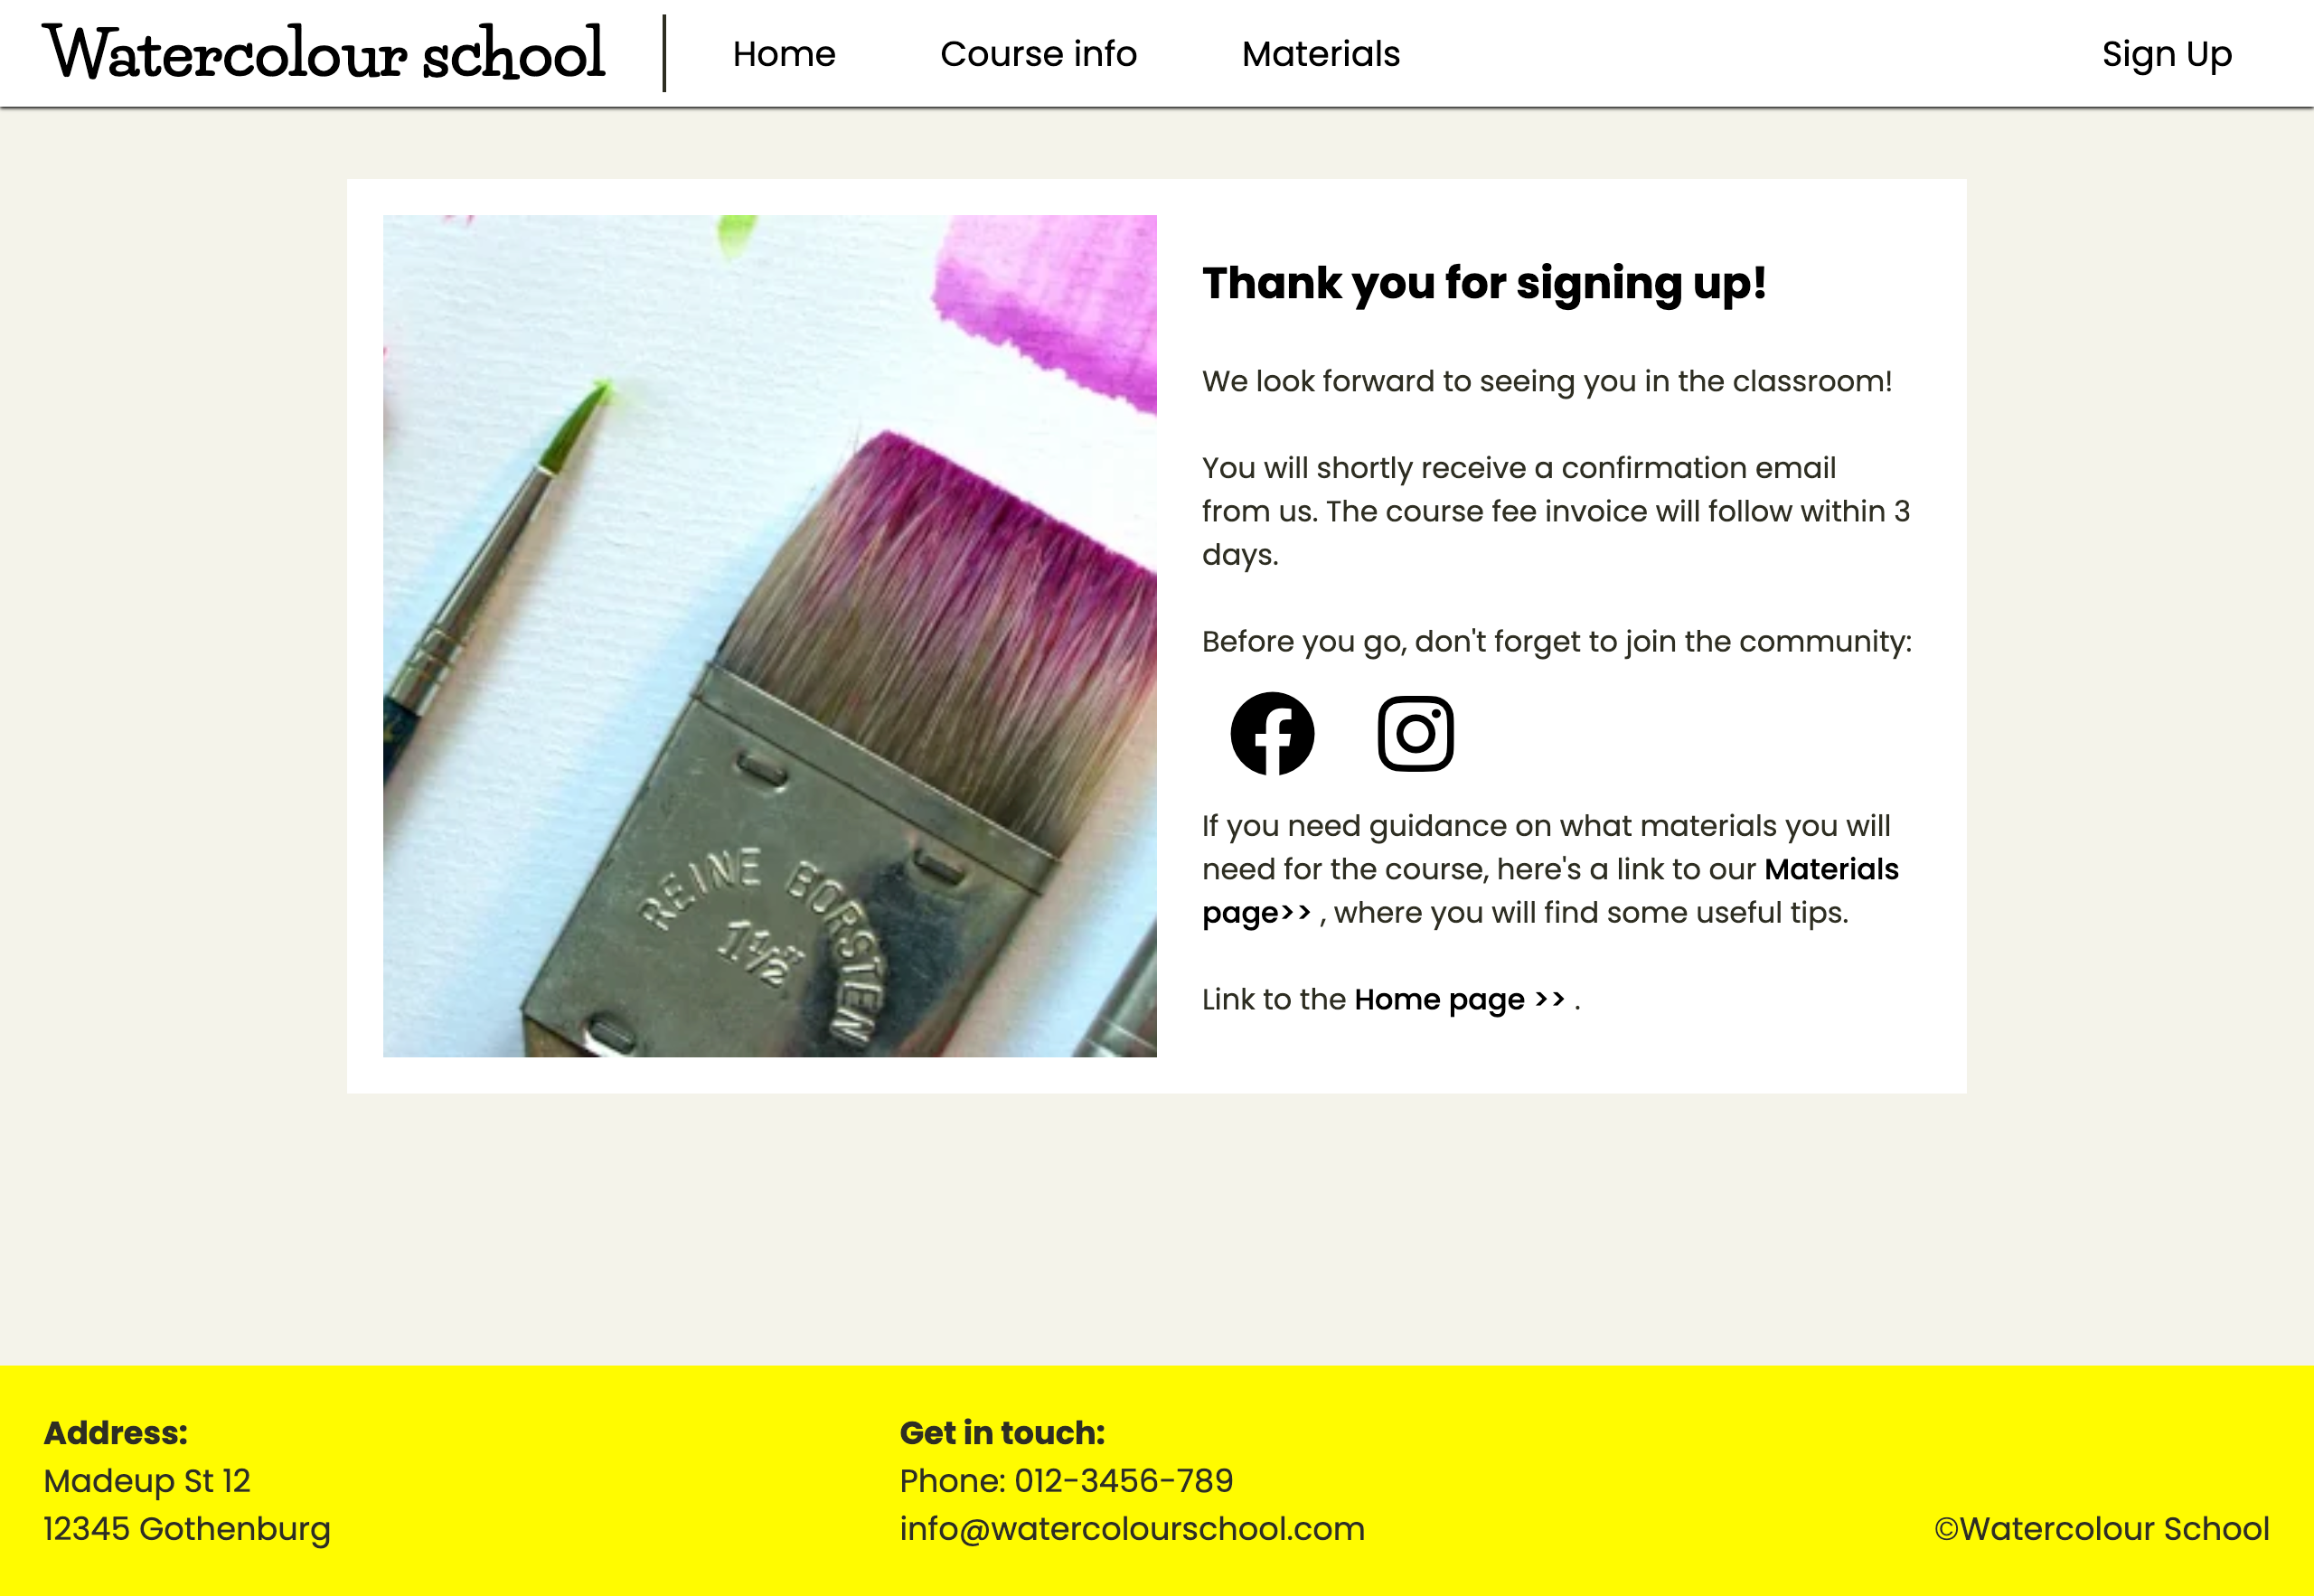 Watercolour school
Home
Course info
Materials
Sign Up
REINE BORSTEN
1½"
Thank you for signing up!
We look forward to seeing you in the classroom!
You will shortly receive a confirmation email
from us. The course fee invoice will follow within 3
days.
Before you go, don't forget to join the community:
If you need guidance on what materials you will
need for the course, here's a link to our Materials
page>> , where you will find some useful tips.
Link to the Home page >> .
Address:
Madeup St 12
12345 Gothenburg
Get in touch:
Phone: 012-3456-789
info@watercolourschool.com
©Watercolour School